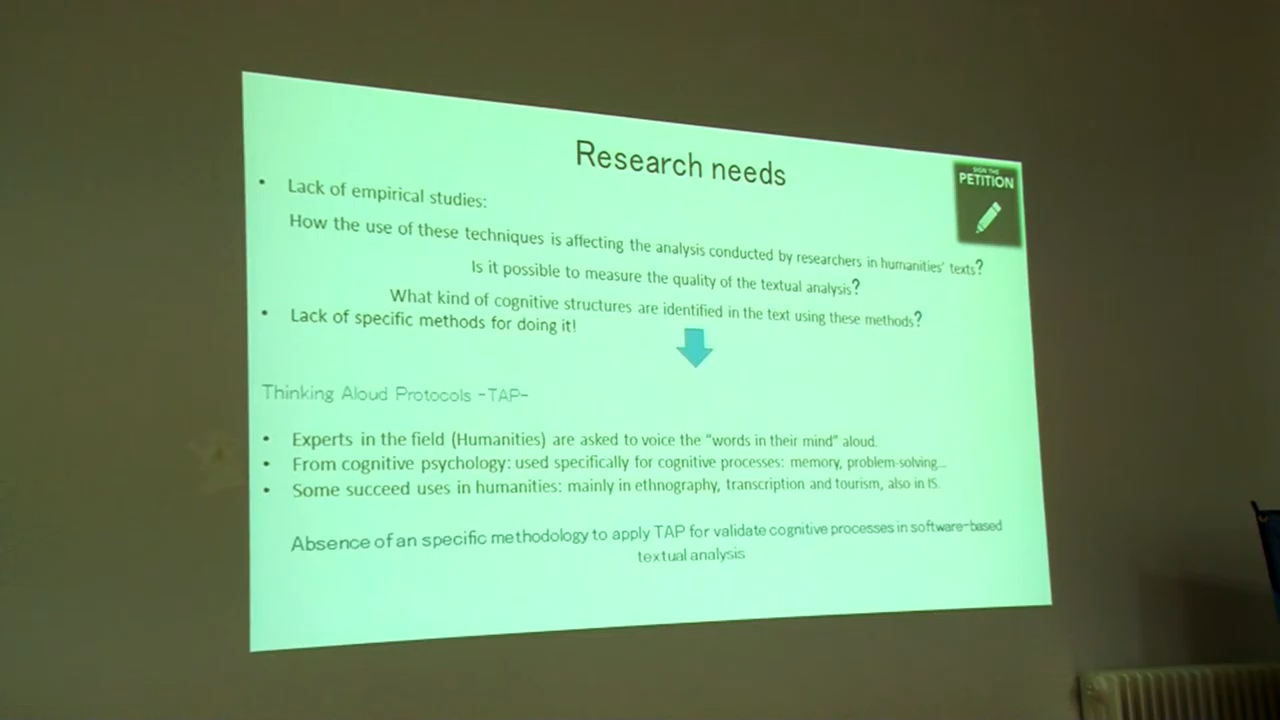 Research needs
SIGN THE
PETITION
• Lack of empirical studies:
How the use of these techniques is affecting the analysis conducted by researchers in humanities' texts?
Is it possible to measure the quality of the textual analysis?
What kind of cognitive structures are identified in the text using these methods?
• Lack of specific methods for doing it!
Thinking Aloud Protocols -TAP-
• Experts in the field (Humanities) are asked to voice the "words in their mind" aloud.
• From cognitive psychology: used specifically for cognitive processes: memory, problem-solving...
• Some succeed uses in humanities: mainly in ethnography, transcription and tourism, also in IS.
Absence of an specific methodology to apply TAP for validate cognitive processes in software-based
textual analysis